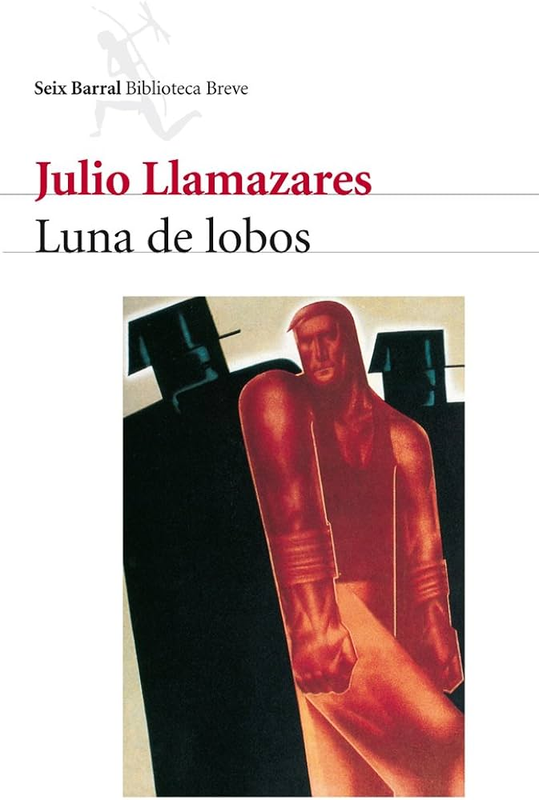 Seix Barral Biblioteca Breve
Julio Llamazares
Luna de lobos